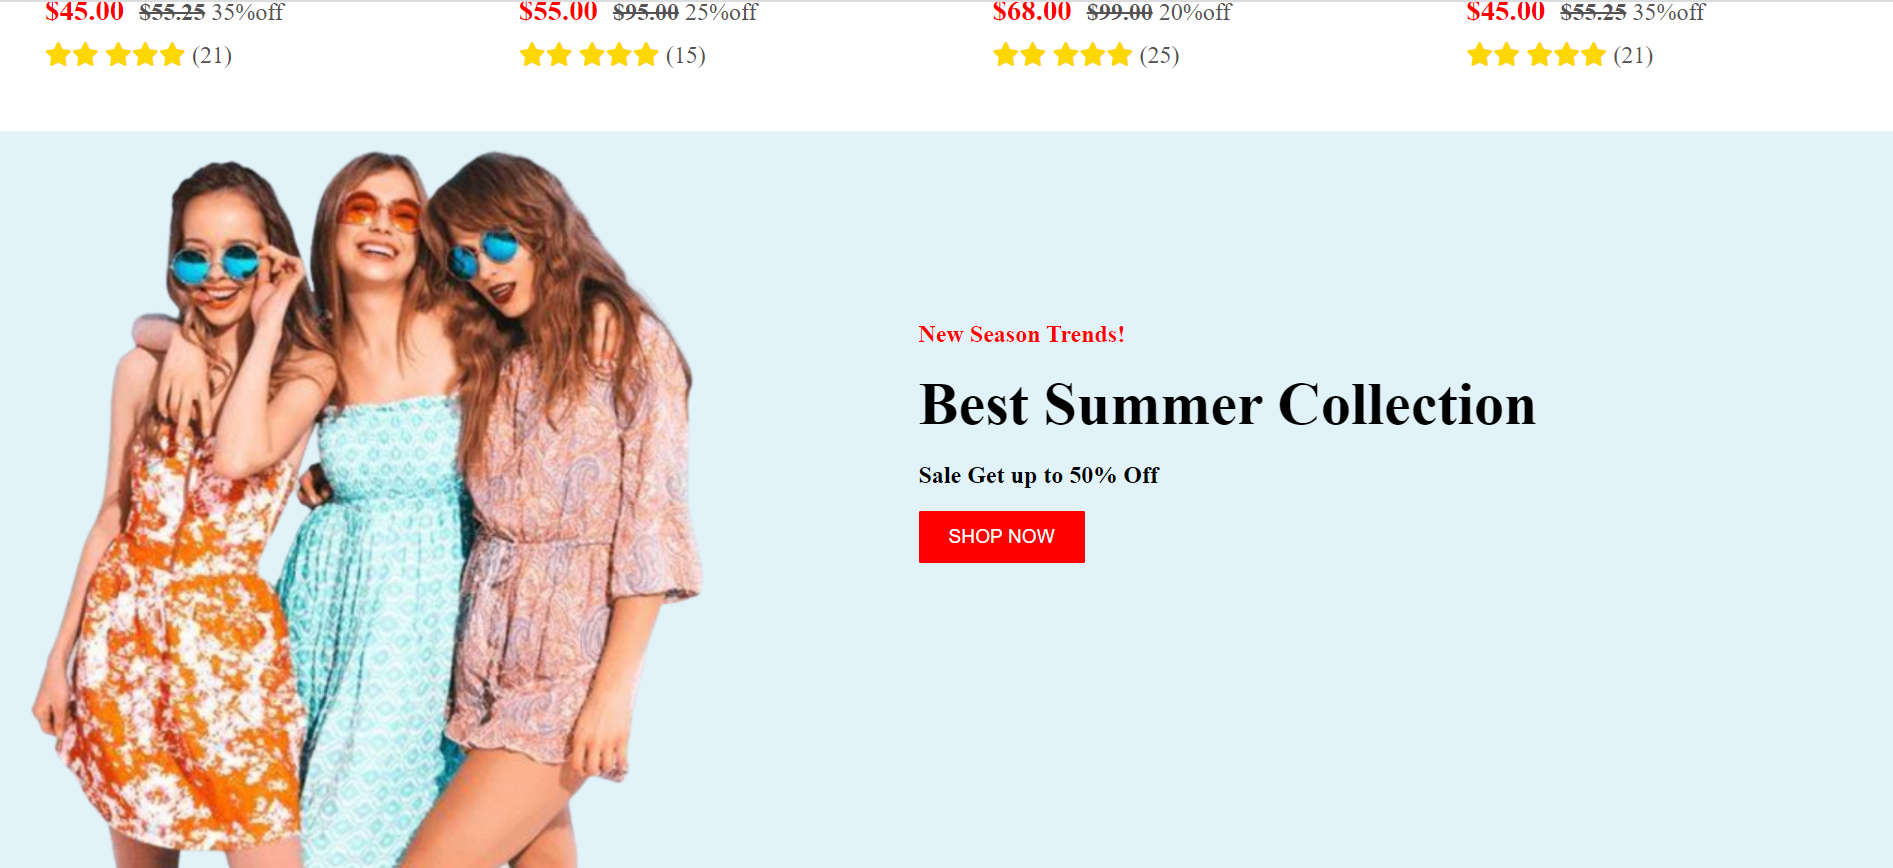 $45.00 $55.25 35%off
(21)
$55.00 $95.00 25%off
(15)
$68.00 $99.00 20%off
(25)
$45.00 $55.25 35%off
(21)
New Season Trends!
Best Summer Collection
Sale Get up to 50% Off
SHOP NOW